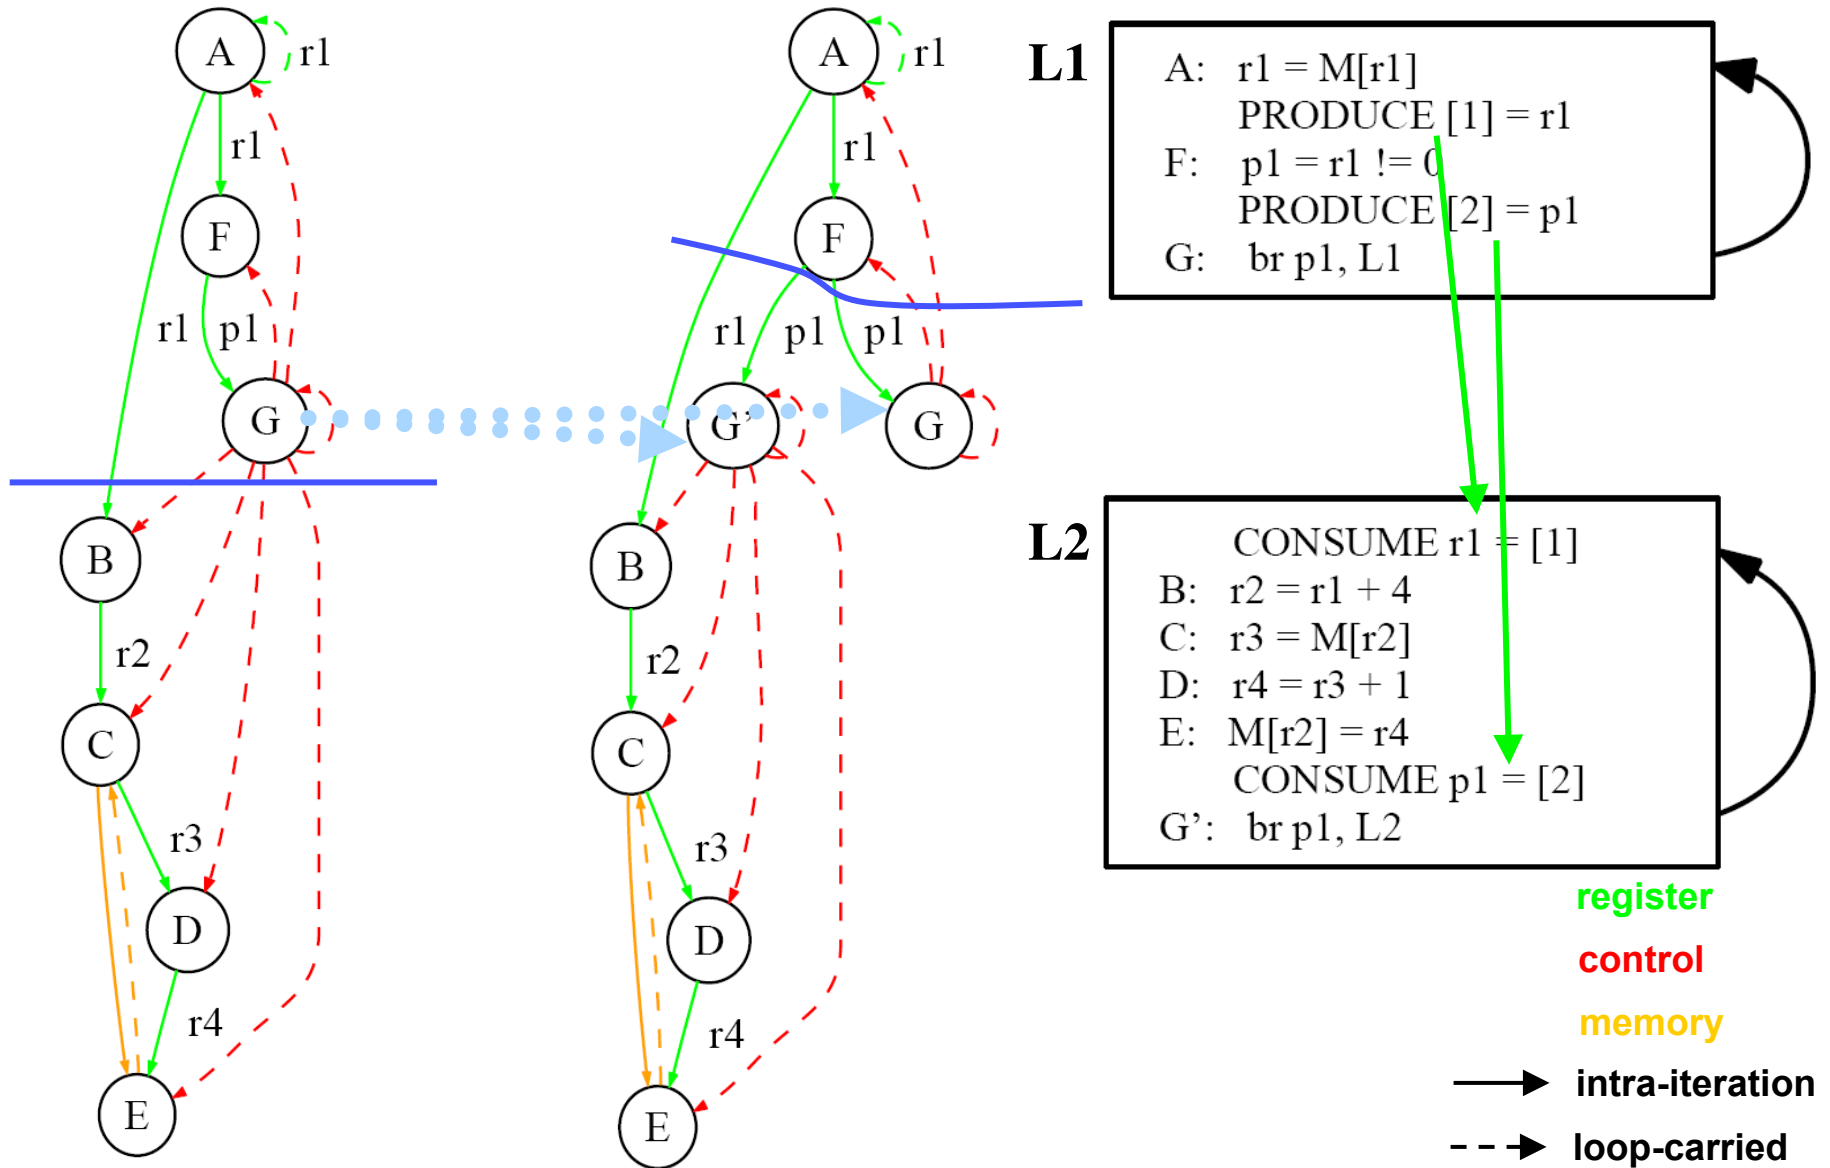 A
r1
r1
F
r1
p1
G
B
r2
C
r3
D
r4
E
A
r1
r1
F
r1
p1
p1
G’
G
B
r2
C
r3
D
r4
E
L1
A: r1 = M[r1]
PRODUCE [1] = r1
F: p1 = r1 != 0
PRODUCE [2] = p1
G: br p1, L1
L2
CONSUME r1 = [1]
B: r2 = r1 + 4
C: r3 = M[r2]
D: r4 = r3 + 1
E: M[r2] = r4
CONSUME p1 = [2]
G’: br p1, L2
register
control
memory
intra-iteration
loop-carried